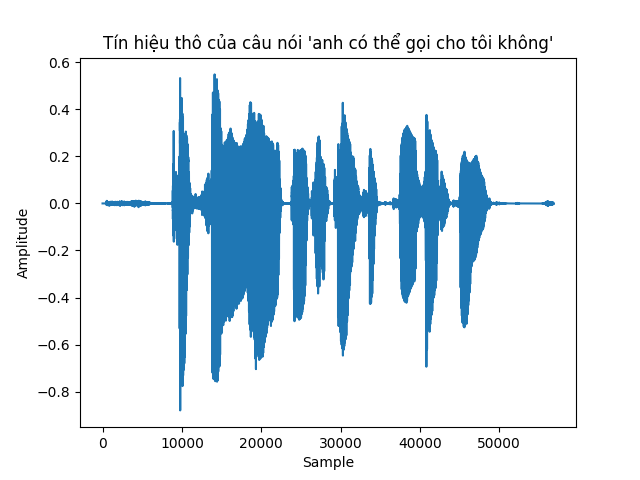 Tín hiệu thô của câu nói 'anh có thể gọi cho tôi không'
0.6
0.4
0.2
0.0
−0.2
−0.4
−0.6
−0.8
Amplitude
0 10000 20000 30000 40000 50000
Sample